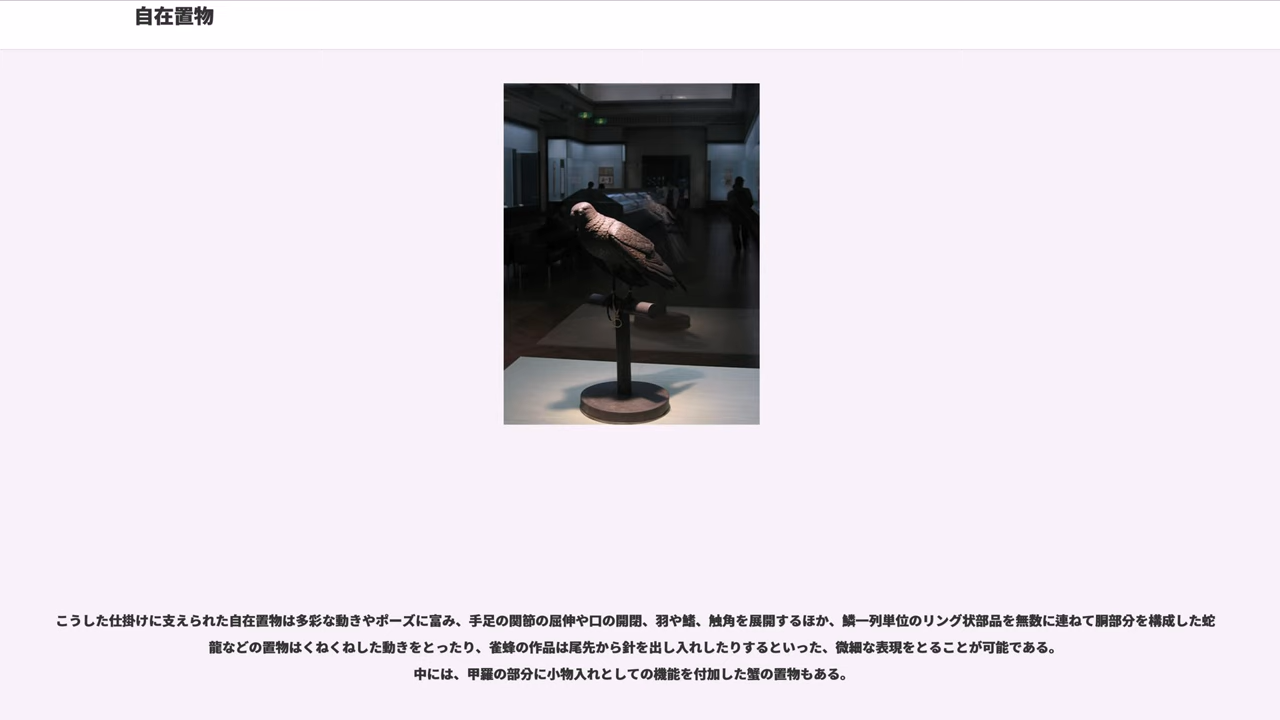 自在置物
こうした仕掛けに支えられた自在置物は多彩な動きやポーズに富み、手足の関節の屈伸や口の開閉、羽や鰭、触角を展開するほか、鱗一列単位のリング状部品を無数に連ねて胴部分を構成した蛇
龍などの置物はくねくねした動きをとったり、雀蜂の作品は尾先から針を出し入れしたりするといった、微細な表現をとることが可能である。
中には、甲羅の部分に小物入れとしての機能を付加した蟹の置物もある。